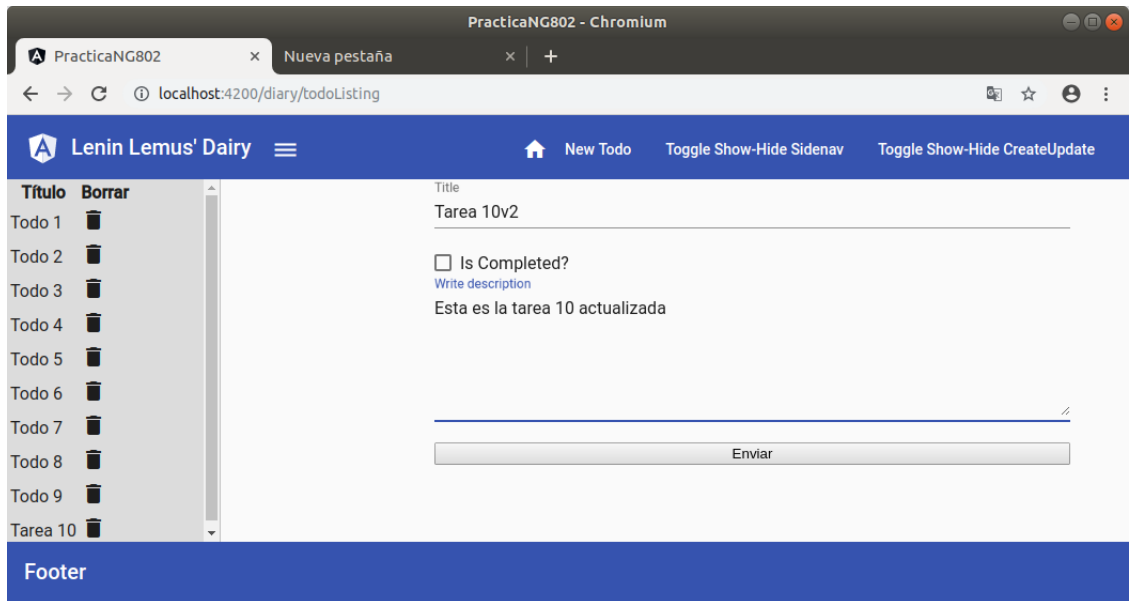 PracticaNG802 - Chromium
PracticaNG802
Nueva pestaña
localhost:4200/diary/todoListing
Lenin Lemus' Dairy
New Todo
Toggle Show-Hide Sidenav
Toggle Show-Hide CreateUpdate
Título Borrar
Todo 1
Todo 2
Todo 3
Todo 4
Todo 5
Todo 6
Todo 7
Todo 8
Todo 9
Tarea 10
Title
Tarea 10v2
Is Completed?
Write description
Esta es la tarea 10 actualizada
Enviar
Footer